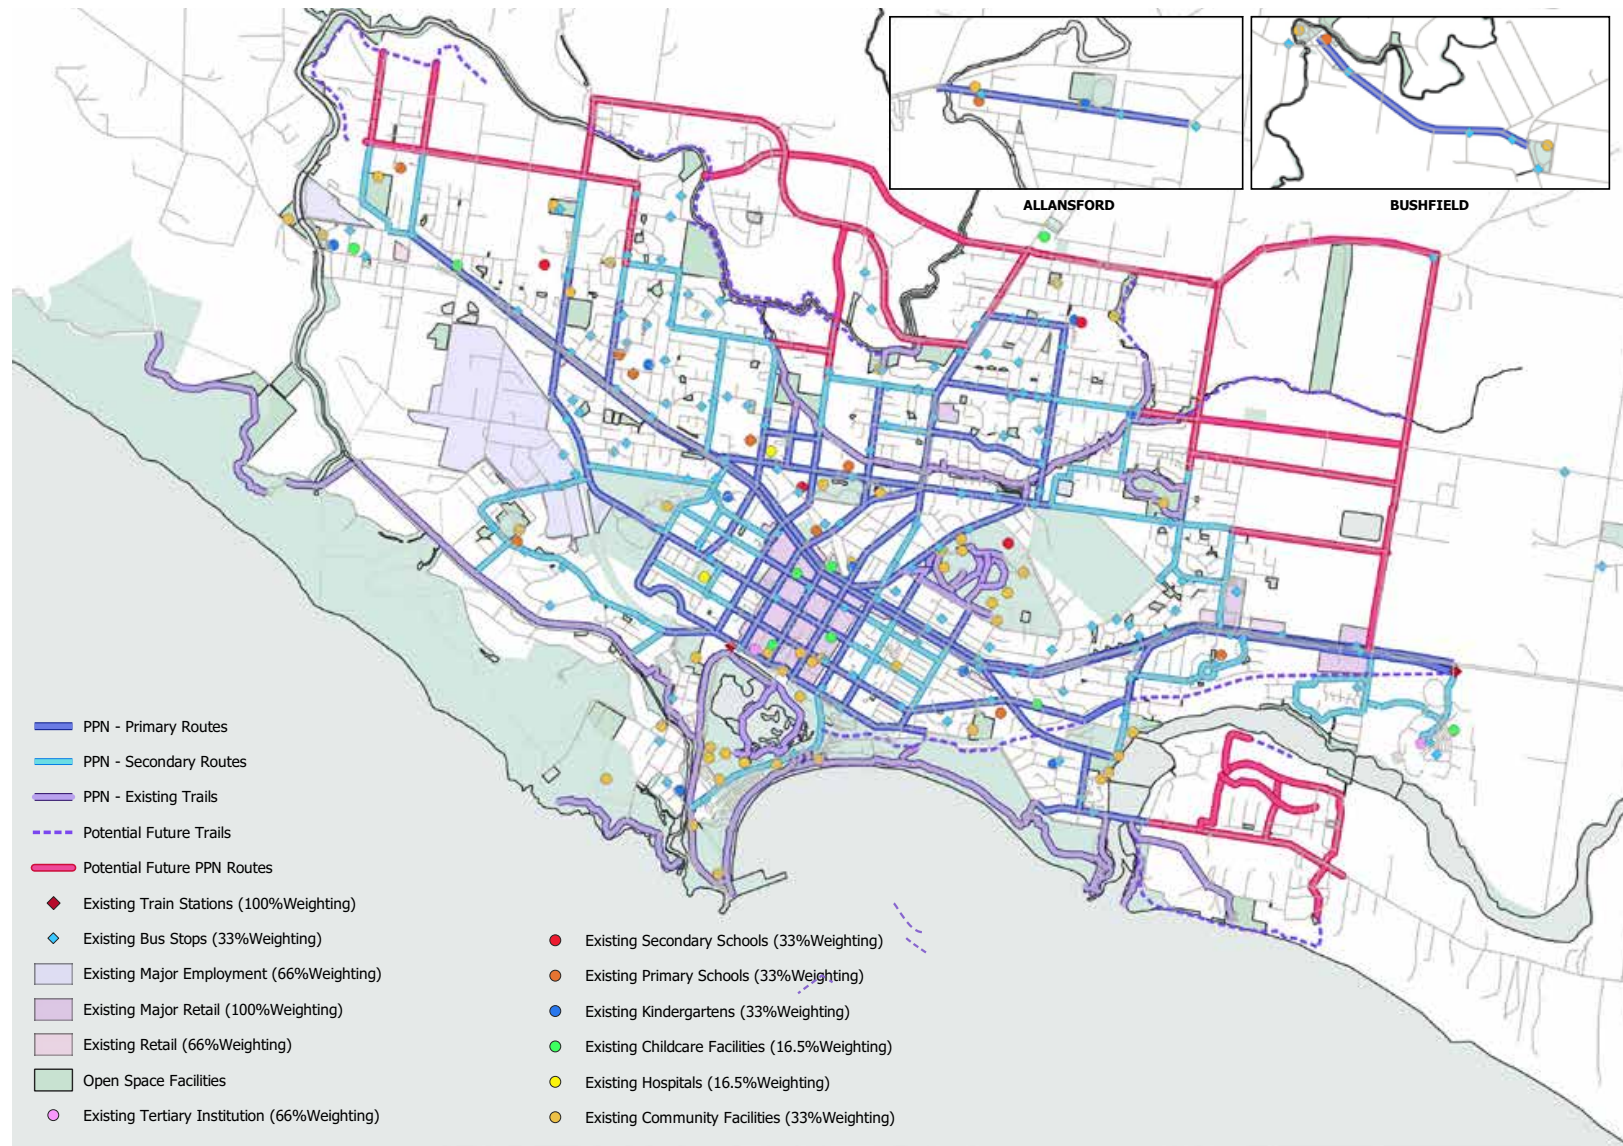 ALLANSFORD
BUSHFIELD
PPN - Primary Routes
PPN - Secondary Routes
PPN - Existing Trails
Potential Future Trails
Potential Future PPN Routes
Existing Train Stations (100%Weighting)
Existing Bus Stops (33%Weighting)
Existing Major Employment (66%Weighting)
Existing Major Retail (100%Weighting)
Existing Retail (66%Weighting)
Open Space Facilities
Existing Tertiary Institution (66%Weighting)
Existing Secondary Schools (33%Weighting)
Existing Primary Schools (33%Weighting)
Existing Kindergartens (33%Weighting)
Existing Childcare Facilities (16.5%Weighting)
Existing Hospitals (16.5%Weighting)
Existing Community Facilities (33%Weighting)